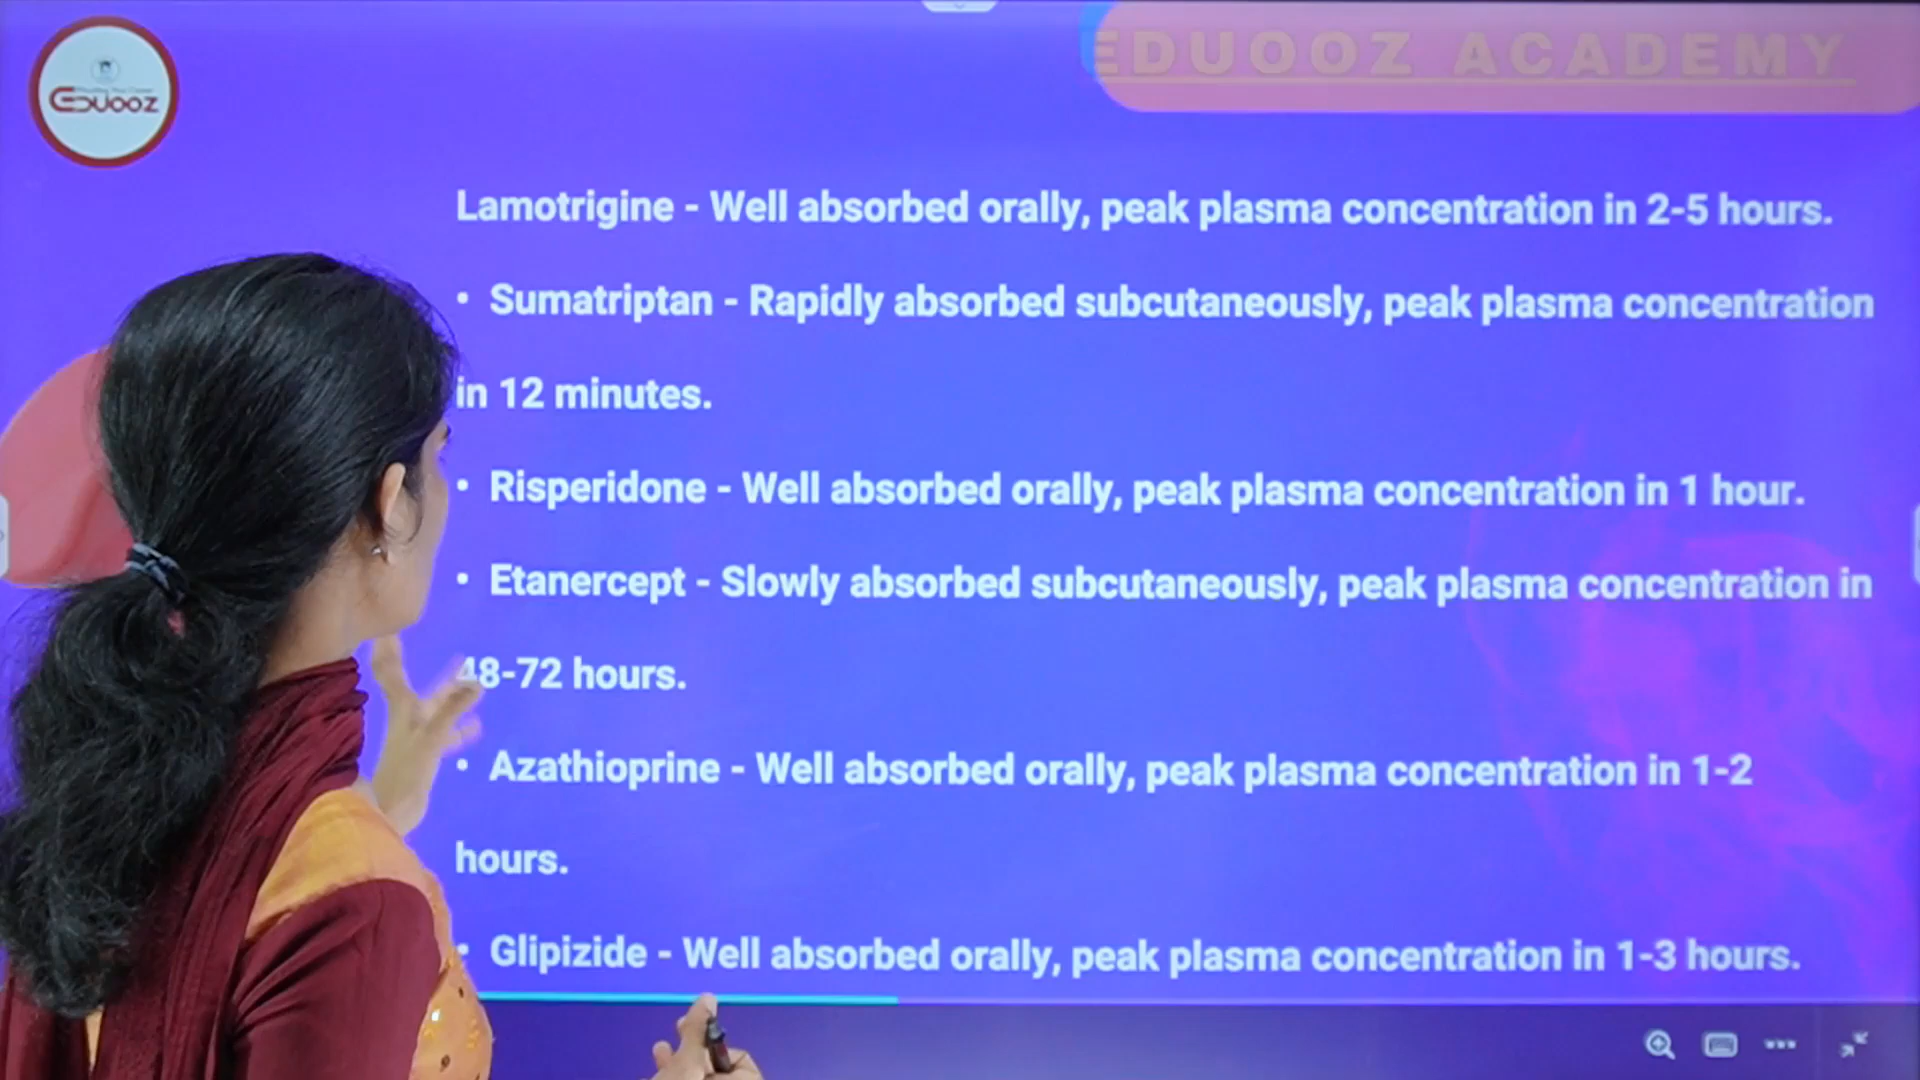 EDUOOZ
EDUOOZ ACADEMY
Lamotrigine - Well absorbed orally, peak plasma concentration in 2-5 hours.
• Sumatriptan - Rapidly absorbed subcutaneously, peak plasma concentration
in 12 minutes.
• Risperidone - Well absorbed orally, peak plasma concentration in 1 hour.
• Etanercept - Slowly absorbed subcutaneously, peak plasma concentration in
48-72 hours.
• Azathioprine - Well absorbed orally, peak plasma concentration in 1-2
hours.
• Glipizide - Well absorbed orally, peak plasma concentration in 1-3 hours.